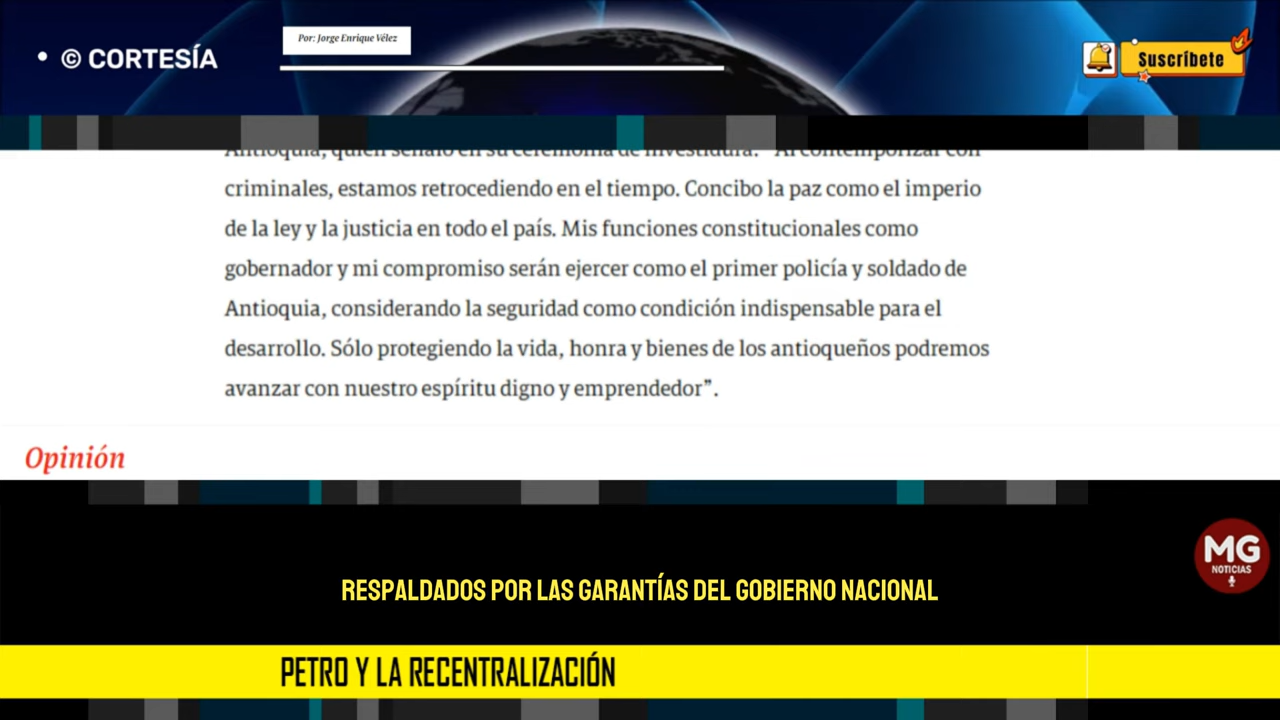 Por: Jorge Enrique Vélez
• © CORTESÍA
Suscríbete
Antioquia, quien señaló en su ceremonia de investidura: “Al contemporizar con
criminales, estamos retrocediendo en el tiempo. Concibo la paz como el imperio
de la ley y la justicia en todo el país. Mis funciones constitucionales como
gobernador y mi compromiso serán ejercer como el primer policía y soldado de
Antioquia, considerando la seguridad como condición indispensable para el
desarrollo. Sólo protegiendo la vida, honra y bienes de los antioqueños podremos
avanzar con nuestro espíritu digno y emprendedor”.
Opinión
MG
NOTICIAS
RESPALDADOS POR LAS GARANTÍAS DEL GOBIERNO NACIONAL
PETRO Y LA RECENTRALIZACIÓN